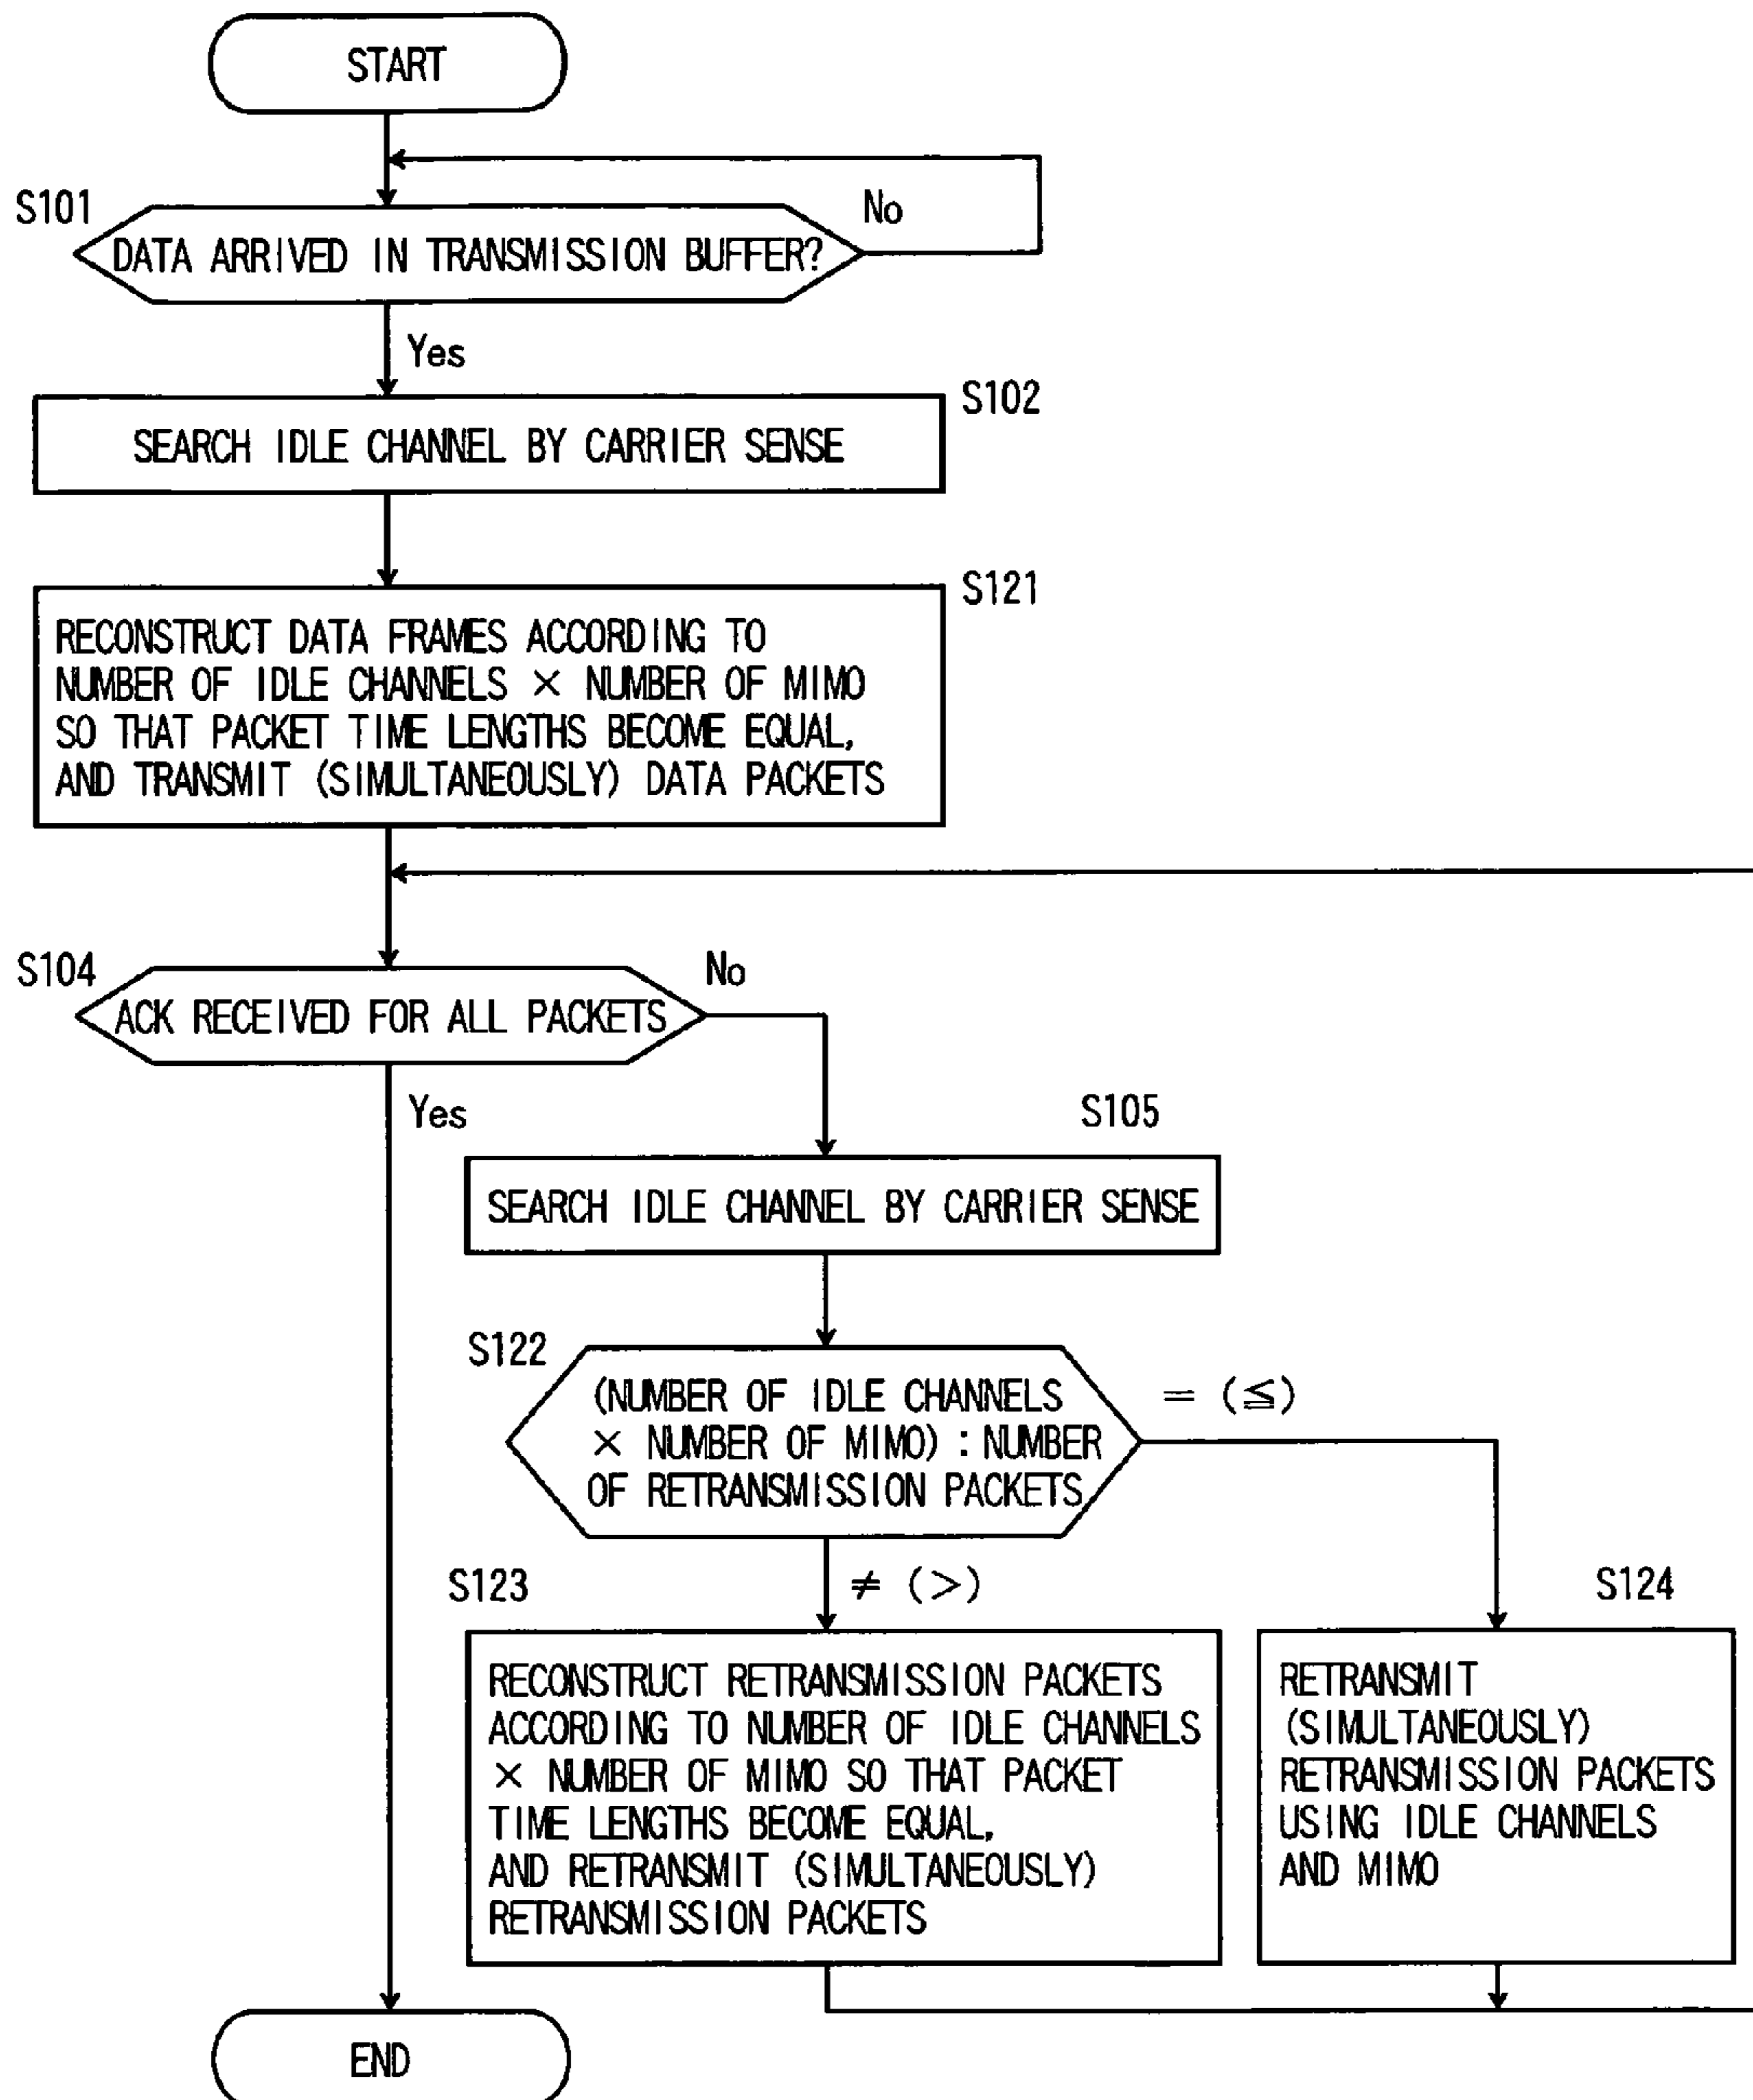 START
S101
No
DATA ARRIVED IN TRANSMISSION BUFFER?
Yes
S102
SEARCH IDLE CHANNEL BY CARRIER SENSE
S121
RECONSTRUCT DATA FRAMES ACCORDING TO
NUMBER OF IDLE CHANNELS × NUMBER OF MIMO
SO THAT PACKET TIME LENGTHS BECOME EQUAL,
AND TRANSMIT (SIMULTANEOUSLY) DATA PACKETS
S104
No
ACK RECEIVED FOR ALL PACKETS
Yes
S105
SEARCH IDLE CHANNEL BY CARRIER SENSE
S122
(NUMBER OF IDLE CHANNELS
× NUMBER OF MIMO) : NUMBER
OF RETRANSMISSION PACKETS
= (≦)
≠ (>)
S123
RECONSTRUCT RETRANSMISSION PACKETS
ACCORDING TO NUMBER OF IDLE CHANNELS
× NUMBER OF MIMO SO THAT PACKET
TIME LENGTHS BECOME EQUAL,
AND RETRANSMIT (SIMULTANEOUSLY)
RETRANSMISSION PACKETS
S124
RETRANSMIT
(SIMULTANEOUSLY)
RETRANSMISSION PACKETS
USING IDLE CHANNELS
AND MIMO
END